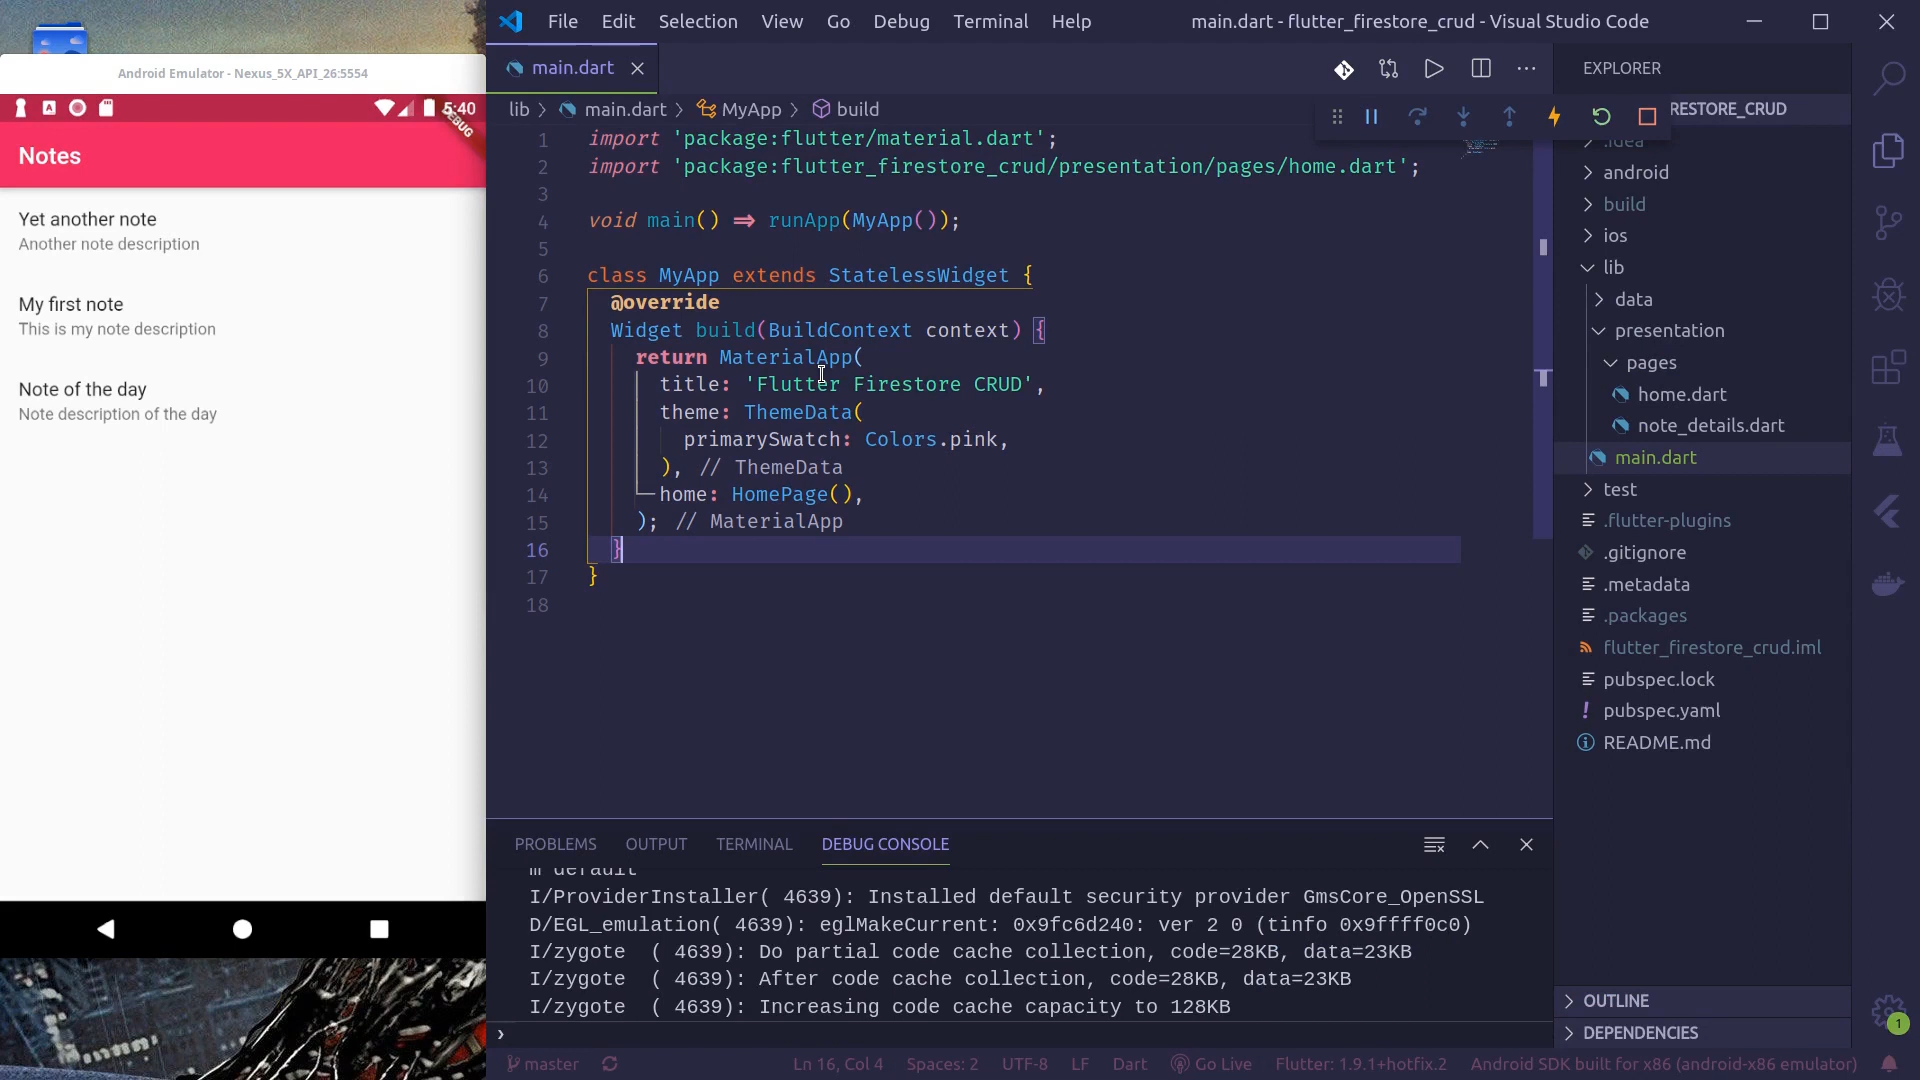 Android Emulator - Nexus_5X_API_26:5554
5:40
DEBUG
Notes
Yet another note
Another note description
My first note
This is my note description
Note of the day
Note description of the day
File Edit Selection View Go Debug Terminal Help
main.dart - flutter_firestore_crud - Visual Studio Code
main.dart
lib > main.dart > MyApp > build
1 import 'package:flutter/material.dart';
2 import 'package:flutter_firestore_crud/presentation/pages/home.dart';
3
4 void main() => runApp(MyApp());
5
6 class MyApp extends StatelessWidget {
7 @override
8 Widget build(BuildContext context) {
9 return MaterialApp(
10 title: 'Flutter Firestore CRUD',
11 theme: ThemeData(
12 primarySwatch: Colors.pink,
13 ), // ThemeData
14 home: HomePage(),
15 ); // MaterialApp
16 }
17 }
18
PROBLEMS OUTPUT TERMINAL DEBUG CONSOLE
m default
I/ProviderInstaller( 4639): Installed default security provider GmsCore_OpenSSL
D/EGL_emulation( 4639): eglMakeCurrent: 0x9fc6d240: ver 2 0 (tinfo 0x9ffff0c0)
I/zygote  ( 4639): Do partial code cache collection, code=28KB, data=23KB
I/zygote  ( 4639): After code cache collection, code=28KB, data=23KB
I/zygote  ( 4639): Increasing code cache capacity to 128KB
EXPLORER
RESTORE_CRUD
.idea
android
build
ios
lib
data
presentation
pages
home.dart
note_details.dart
main.dart
test
.flutter-plugins
.gitignore
.metadata
.packages
flutter_firestore_crud.iml
pubspec.lock
pubspec.yaml
README.md
OUTLINE
DEPENDENCIES
1
master
Ln 16, Col 4 Spaces: 2 UTF-8 LF Dart Go Live Flutter: 1.9.1+hotfix.2 Android SDK built for x86 (android-x86 emulator)